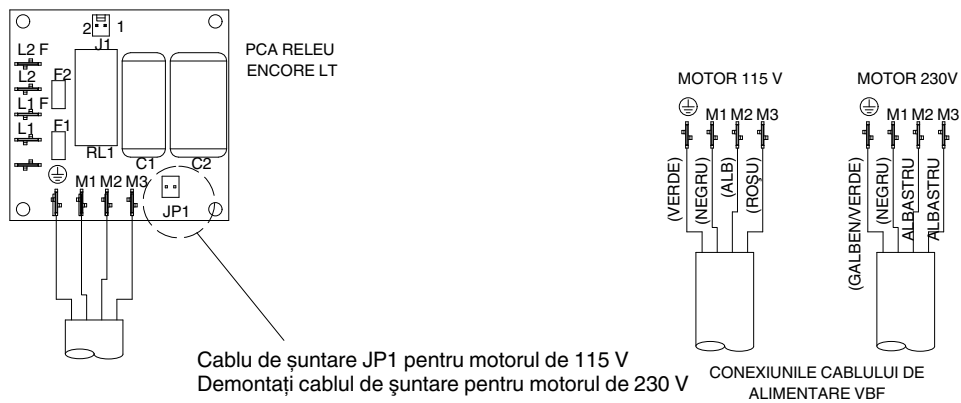 2 1
J1
L2 F
L2 F2
L1 F
L1 F1
RL1 C1 C2
M1 M2 M3
JP1
PCA RELEU
ENCORE LT
Cablu de șuntare JP1 pentru motorul de 115 V
Demontați cablul de şuntare pentru motorul de 230 V
MOTOR 115 V
M1 M2 M3
(VERDE)
(NEGRU)
(ALB)
(ROȘU)
MOTOR 230V
M1 M2 M3
(GALBEN/VERDE)
(NEGRU)
ALBASTRU
ALBASTRU
CONEXIUNILE CABLULUI DE
ALIMENTARE VBF